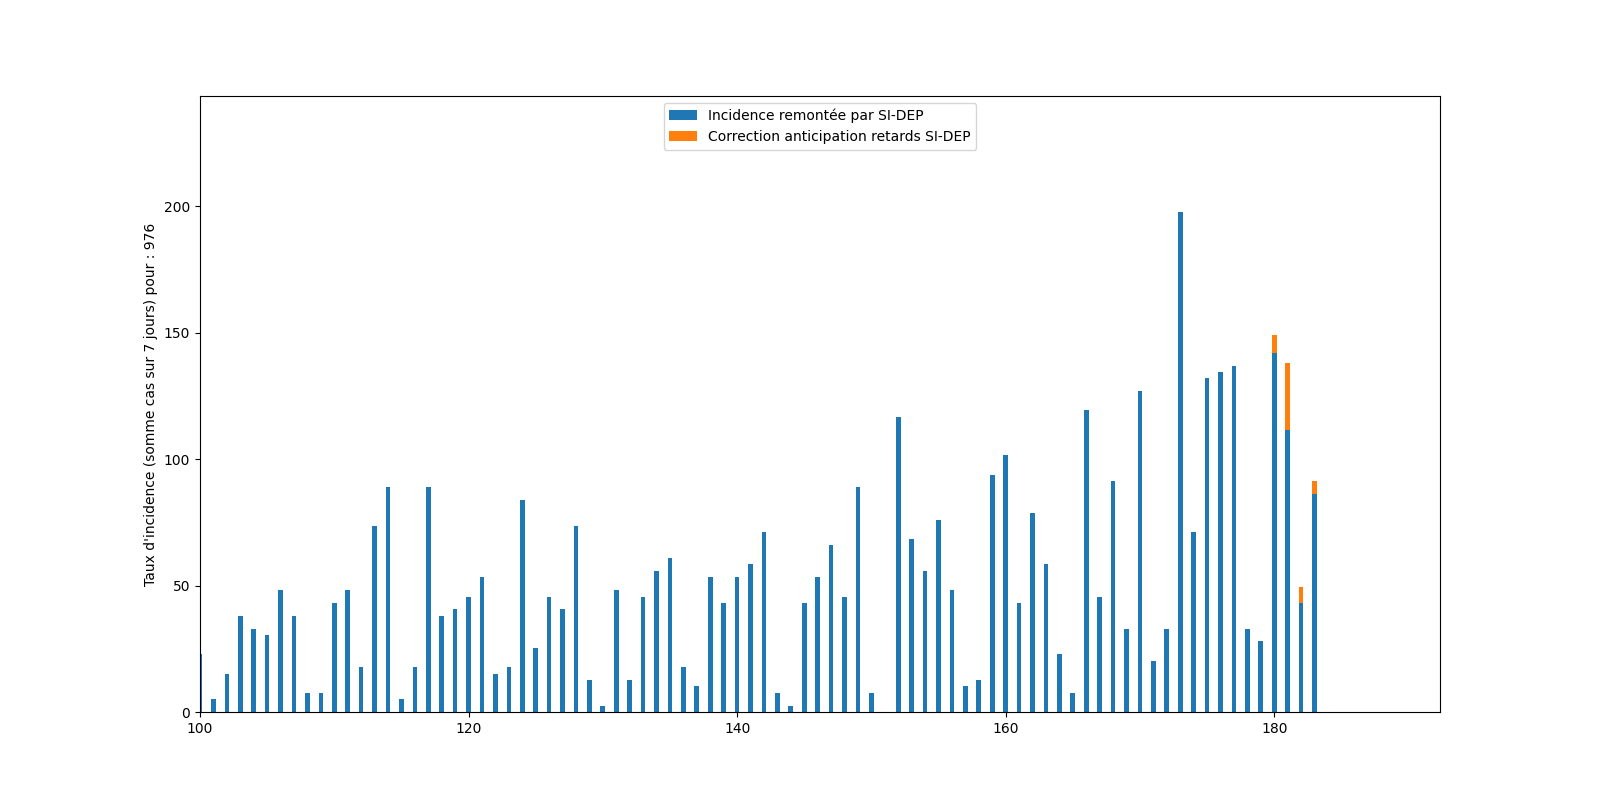 Incidence remontée par SI-DEP
Correction anticipation retards SI-DEP
Taux d'incidence (somme cas sur 7 jours) pour : 976
200
150
100
50
0
100 120 140 160 180